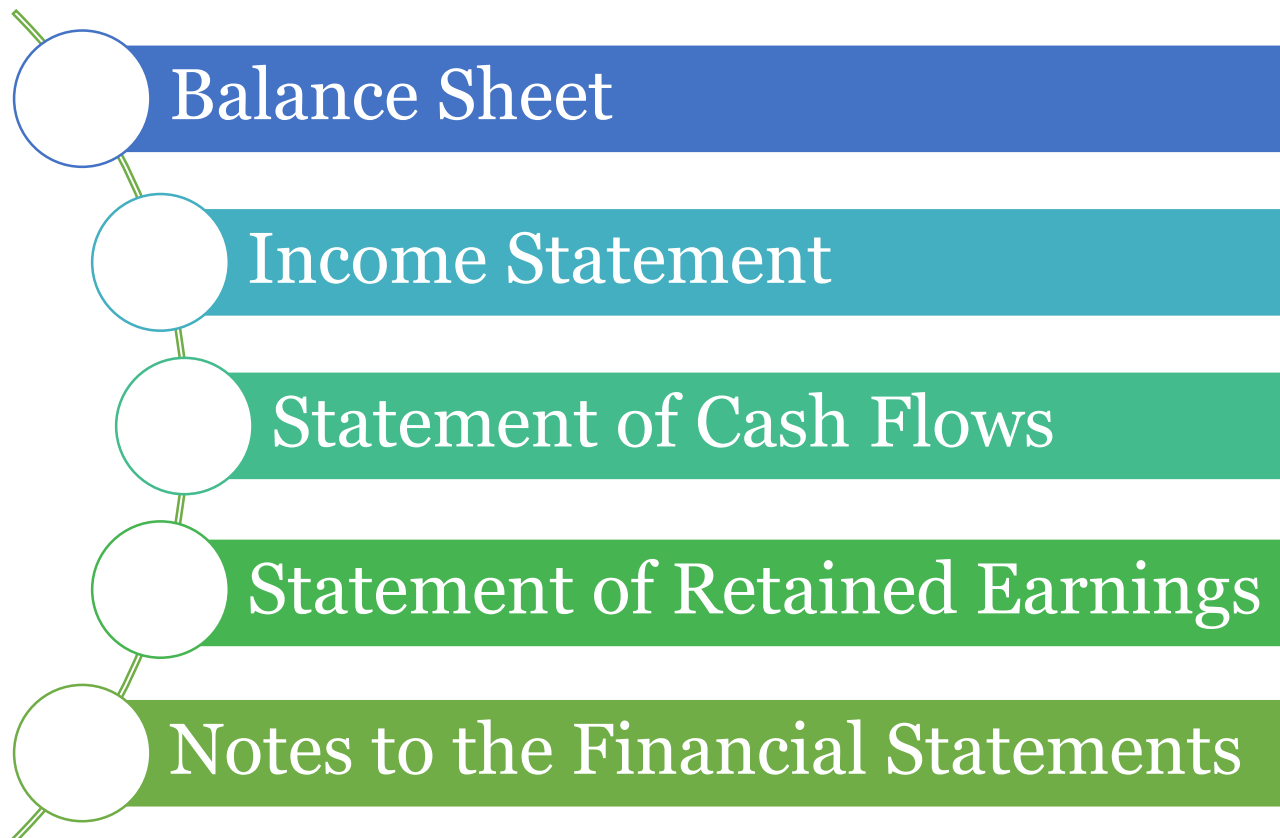 Balance Sheet
Income Statement
Statement of Cash Flows
Statement of Retained Earnings
Notes to the Financial Statements